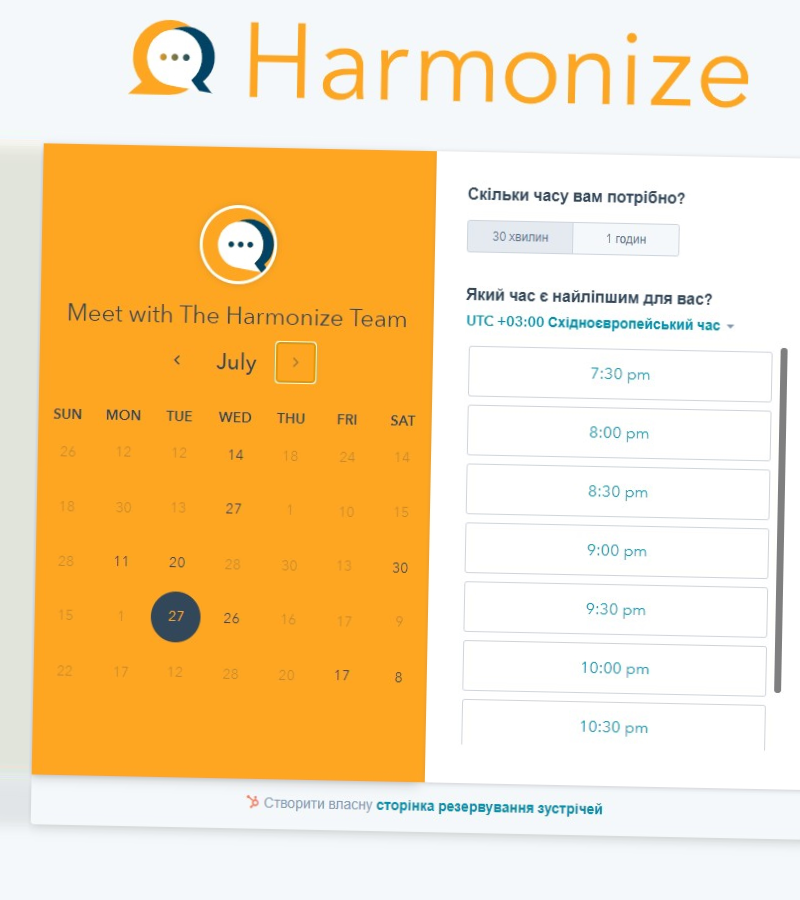 Harmonize
Meet with The Harmonize Team
July
SUN MON TUE WED THU FRI SAT
26 12 12 14 18 24 14
18 30 13 27 1 10 15
28 11 20 28 30 13 30
15 1 27 26 16 17 9
22 17 12 28 20 17 8
Скільки часу вам потрібно?
30 хвилин 1 годин
Який час є найліпшим для вас?
UTC +03:00 Східноєвропейський час
7:30 pm
8:00 pm
8:30 pm
9:00 pm
9:30 pm
10:00 pm
10:30 pm
Створити власну сторінка резервування зустрічей